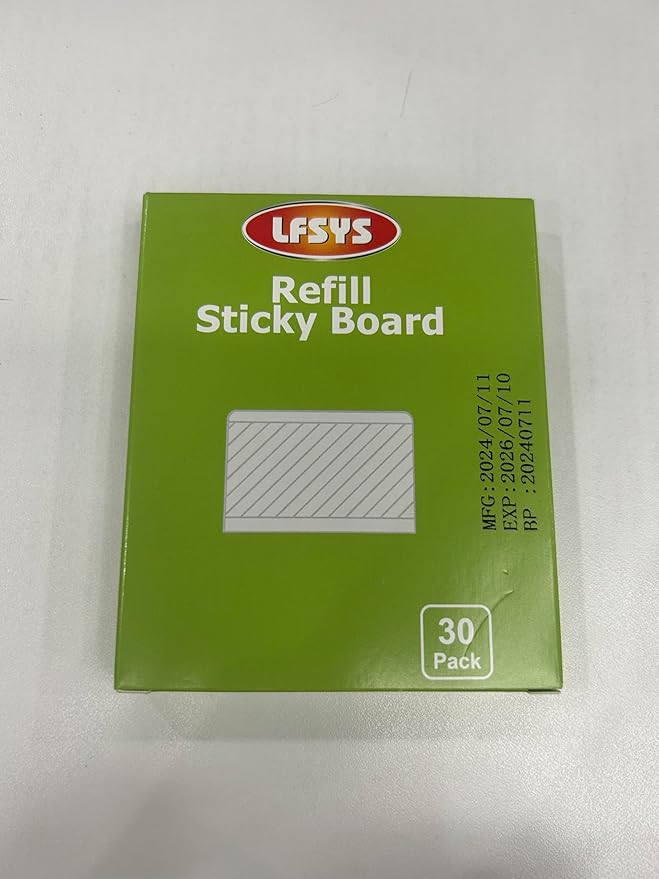 LFSYS
Refill
Sticky Board
MFG:2024/07/11
EXP:2026/07/10
BP :20240711
30
Pack